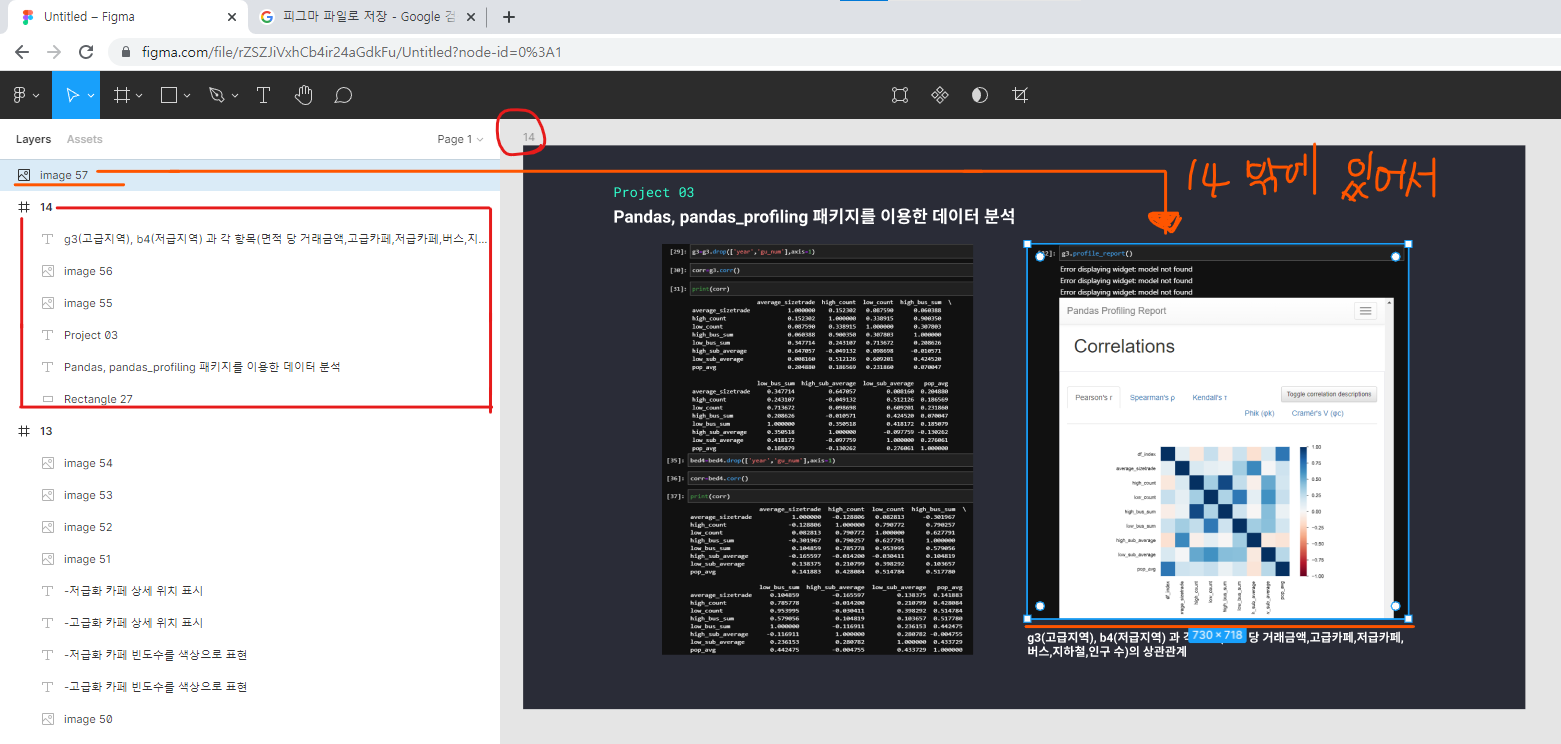 Untitled – Figma
피그마 파일로 저장 - Google 검
figma.com/file/rZSZJiVxhCb4ir24aGdkFu/Untitled?node-id=0%3A1
Layers
Assets
Page 1
14
image 57
14 밖에 있어서
14
g3(고급지역), b4(저급지역) 과 각 항목(면적 당 거래금액,고급카페,저급카페,버스,지...
image 56
image 55
Project 03
Pandas, pandas_profiling 패키지를 이용한 데이터 분석
Rectangle 27
13
image 54
image 53
image 52
image 51
-저급화 카페 상세 위치 표시
-고급화 카페 상세 위치 표시
-저급화 카페 빈도수를 색상으로 표현
-고급화 카페 빈도수를 색상으로 표현
image 50
Project 03
Pandas, pandas_profiling 패키지를 이용한 데이터 분석
[29]: g3=g3.drop(['year','gu_num'],axis=1)
[30]: corr=g3.corr()
[31]: print(corr)
average_sizetrade high_count low_count high_bus_sum \
average_sizetrade 1.000000 0.152302 0.087590 0.060388
high_count 0.152302 1.000000 0.338915 0.900350
low_count 0.087590 0.338915 1.000000 0.307803
high_bus_sum 0.060388 0.900350 0.307803 1.000000
low_bus_sum 0.347714 0.243107 0.713672 0.208626
high_sub_average 0.647057 -0.049132 0.098698 -0.010571
low_sub_average 0.008160 0.512126 0.609201 0.424520
pop_avg 0.204880 0.186569 0.231860 0.070047
low_bus_sum high_sub_average low_sub_average pop_avg
average_sizetrade 0.347714 0.647057 0.008160 0.204880
high_count 0.243107 -0.049132 0.512126 0.186569
low_count 0.713672 0.098698 0.609201 0.231860
high_bus_sum 0.208626 -0.010571 0.424520 0.070047
low_bus_sum 1.000000 0.350518 0.418172 0.185079
high_sub_average 0.350518 1.000000 -0.097759 -0.130262
low_sub_average 0.418172 -0.097759 1.000000 0.276061
pop_avg 0.185079 -0.130262 0.276061 1.000000
[35]: bed4=bed4.drop(['year','gu_num'],axis=1)
[36]: corr=bed4.corr()
[37]: print(corr)
average_sizetrade high_count low_count high_bus_sum \
average_sizetrade 1.000000 -0.128806 0.082813 -0.301967
high_count -0.128806 1.000000 0.790772 0.790257
low_count 0.082813 0.790772 1.000000 0.627791
high_bus_sum -0.301967 0.790257 0.627791 1.000000
low_bus_sum 0.104859 0.785778 0.953995 0.579056
high_sub_average -0.165597 -0.014200 -0.030411 0.104819
low_sub_average 0.138375 0.210799 0.398292 0.103657
pop_avg 0.141883 0.428084 0.514784 0.517780
low_bus_sum high_sub_average low_sub_average pop_avg
average_sizetrade 0.104859 -0.165597 0.138375 0.141883
high_count 0.785778 -0.014200 0.210799 0.428084
low_count 0.953995 -0.030411 0.398292 0.514784
high_bus_sum 0.579056 0.104819 0.103657 0.517780
low_bus_sum 1.000000 -0.116911 0.236153 0.442475
high_sub_average -0.116911 1.000000 0.280782 -0.004755
low_sub_average 0.236153 0.280782 1.000000 0.433729
pop_avg 0.442475 -0.004755 0.433729 1.000000
g3.profile_report()
Error displaying widget: model not found
Error displaying widget: model not found
Error displaying widget: model not found
Pandas Profiling Report
Correlations
Toggle correlation descriptions
Pearson's r
Spearman's ρ
Kendall's τ
Phik (φk)
Cramér's V (φc)
df_index
average_sizetrade
high_count
low_count
high_bus_sum
low_bus_sum
high_sub_average
low_sub_average
pop_avg
1.00
0.75
0.50
0.25
0.00
−0.25
−0.50
−0.75
−1.00
df_index
high_count
low_count
high_bus_sum
low_bus_sum
pop_avg
g3(고급지역), b4(저급지역) 과 각
730 × 718
당 거래금액,고급카페,저급카페,
버스,지하철,인구 수)의 상관관계